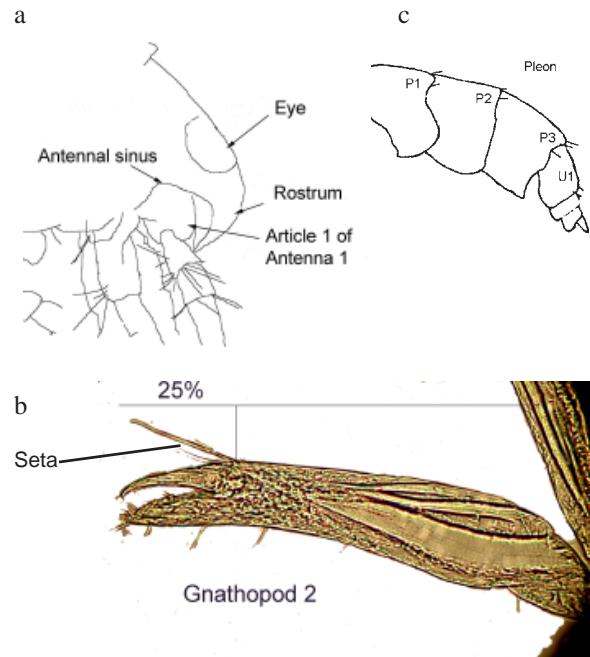 a
Eye
Antennal sinus
Rostrum
Article 1 of
Antenna 1
c
Pleon
P1
P2
P3
U1
b
25%
Seta
Gnathopod 2